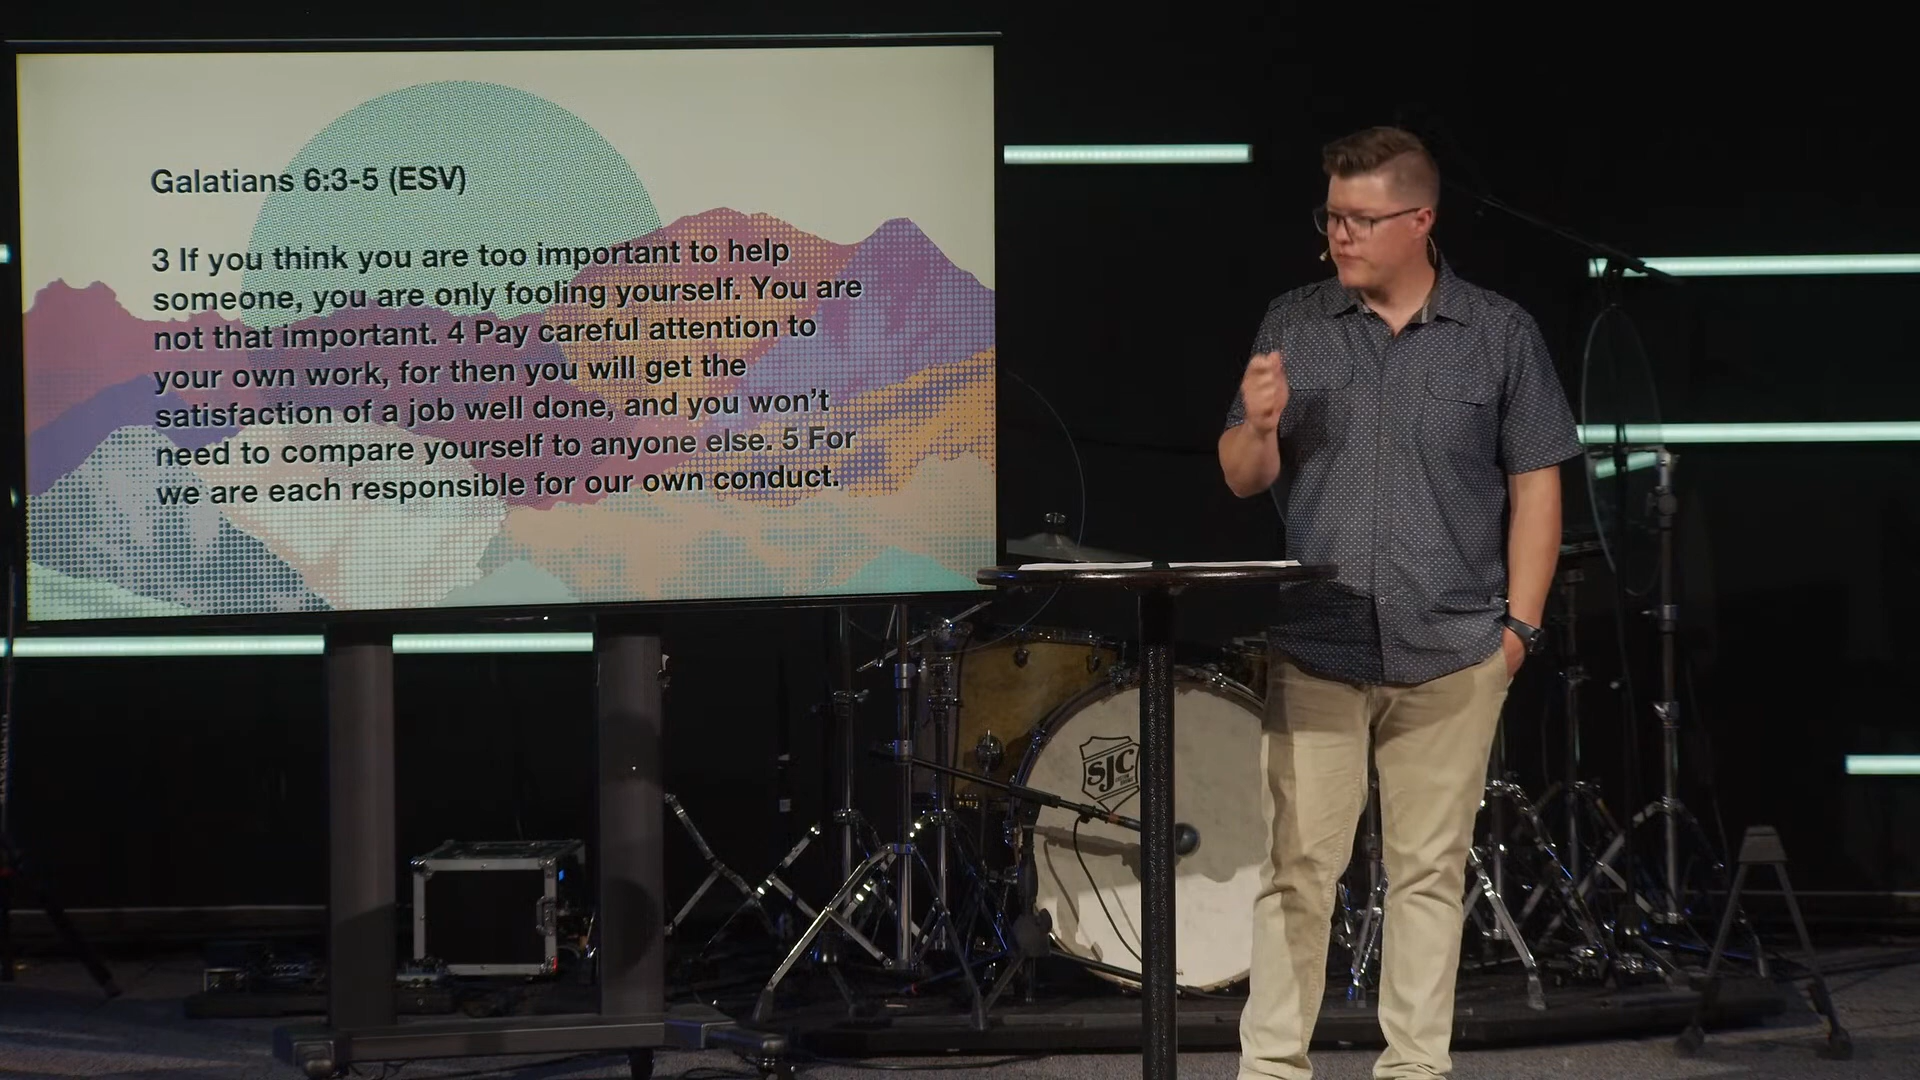 Galatians 6:3-5 (ESV)
3 If you think you are too important to help
someone, you are only fooling yourself. You are
not that important. 4 Pay careful attention to
your own work, for then you will get the
satisfaction of a job well done, and you won't
need to compare yourself to anyone else. 5 For
we are each responsible for our own conduct.
SJC